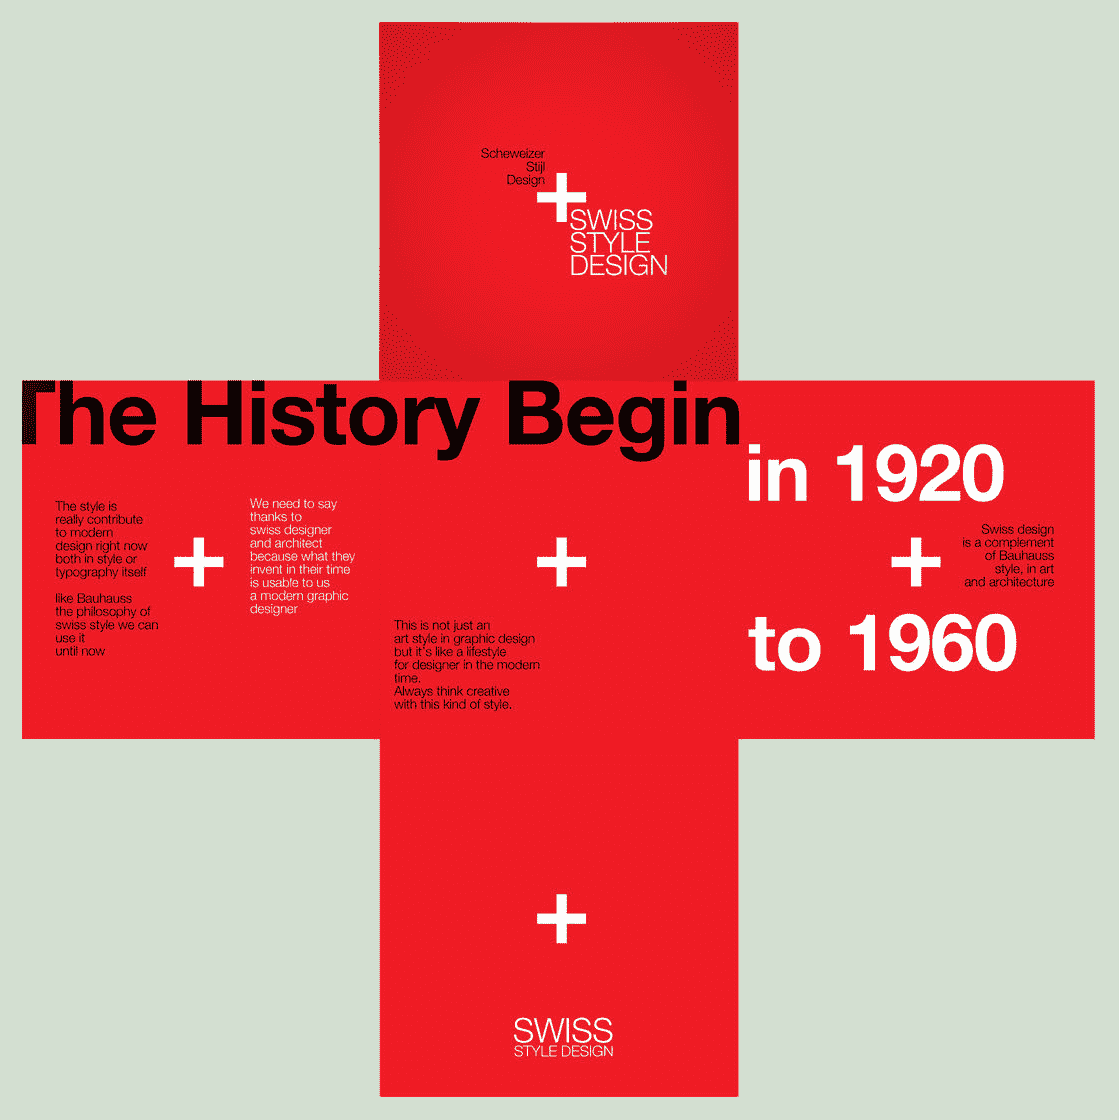 Scheweizer
Stijl
Design
SWISS
STYLE
DESIGN
The History Begin
in 1920
to 1960
The style is
really contribute
to modern
design right now
both in style or
typography itself
like Bauhauss
the philosophy of
swiss style we can
use it
until now
We need to say
thanks to
swiss designer
and architect
because what they
invent in their time
is usable to us
a modern graphic
designer
This is not just an
art style in graphic design
but it's like a lifestyle
for designer in the modern
time.
Always think creative
with this kind of style.
Swiss design
is a complement
of Bauhauss
style, in art
and architecture
SWISS
STYLE DESIGN